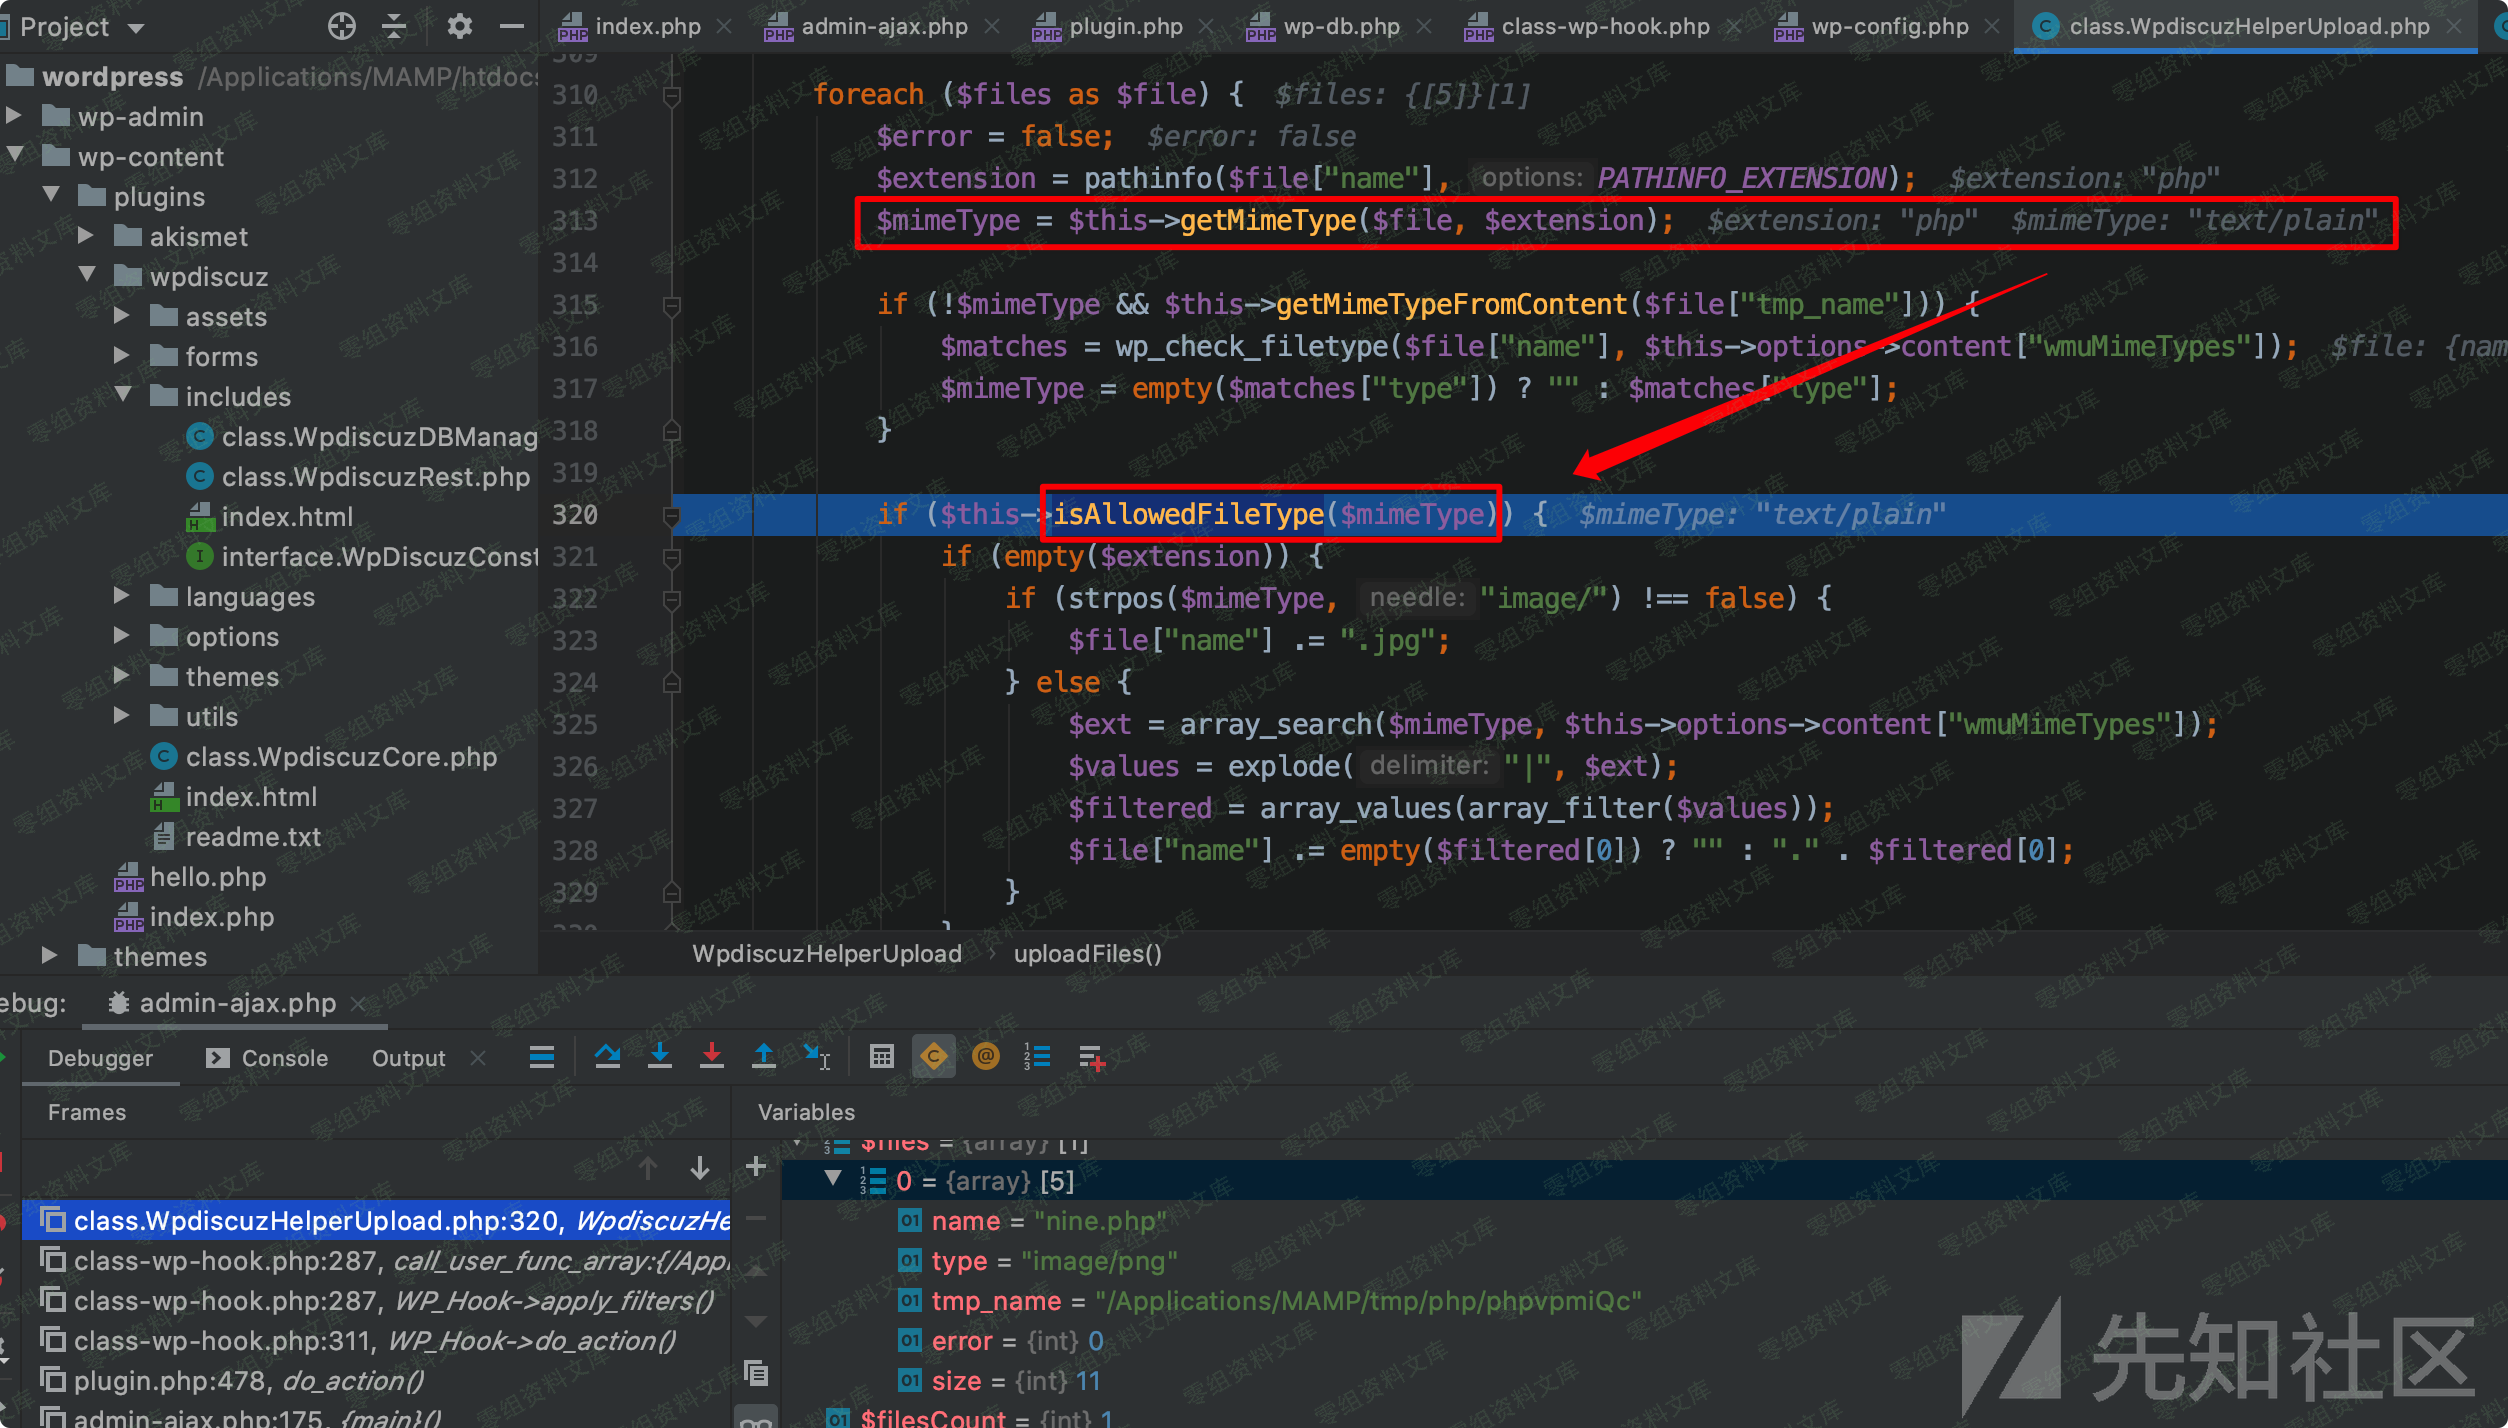 Project
index.php
admin-ajax.php
plugin.php
wp-db.php
class-wp-hook.php
wp-config.php
class.WpdiscuzHelperUpload.php
wordpress /Applications/MAMP/htdocs
wp-admin
wp-content
plugins
akismet
wpdiscuz
assets
forms
includes
class.WpdiscuzDBManag
class.WpdiscuzRest.php
index.html
interface.WpDiscuzConst
languages
options
themes
utils
class.WpdiscuzCore.php
index.html
readme.txt
hello.php
index.php
themes
309
310 foreach ($files as $file) { $files: {[5]}[1]
311 $error = false; $error: false
312 $extension = pathinfo($file["name"], options: PATHINFO_EXTENSION); $extension: "php"
313 $mimeType = $this->getMimeType($file, $extension); $extension: "php" $mimeType: "text/plain"
314
315 if (!$mimeType && $this->getMimeTypeFromContent($file["tmp_name"])) {
316 $matches = wp_check_filetype($file["name"], $this->options->content["wmuMimeTypes"]); $file: {nam
317 $mimeType = empty($matches["type"]) ? "" : $matches["type"];
318 }
319
320 if ($this->isAllowedFileType($mimeType)) { $mimeType: "text/plain"
321 if (empty($extension)) {
322 if (strpos($mimeType, needle: "image/") !== false) {
323 $file["name"] .= ".jpg";
324 } else {
325 $ext = array_search($mimeType, $this->options->content["wmuMimeTypes"]);
326 $values = explode( delimiter: "|", $ext);
327 $filtered = array_values(array_filter($values));
328 $file["name"] .= empty($filtered[0]) ? "" : "." . $filtered[0];
329 }
330 }
WpdiscuzHelperUpload › uploadFiles()
ebug: admin-ajax.php
Debugger Console Output
Frames
Variables
class.WpdiscuzHelperUpload.php:320, WpdiscuzHe
class-wp-hook.php:287, call_user_func_array:{/Appl
class-wp-hook.php:287, WP_Hook->apply_filters()
class-wp-hook.php:311, WP_Hook->do_action()
plugin.php:478, do_action()
admin-ajax.php:175, {main}()
$files = {array} [1]
0 = {array} [5]
name = "nine.php"
type = "image/png"
tmp_name = "/Applications/MAMP/tmp/php/phpvpmiQc"
error = {int} 0
size = {int} 11
$filesCount = {int} 1
先知社区
零组资料文库